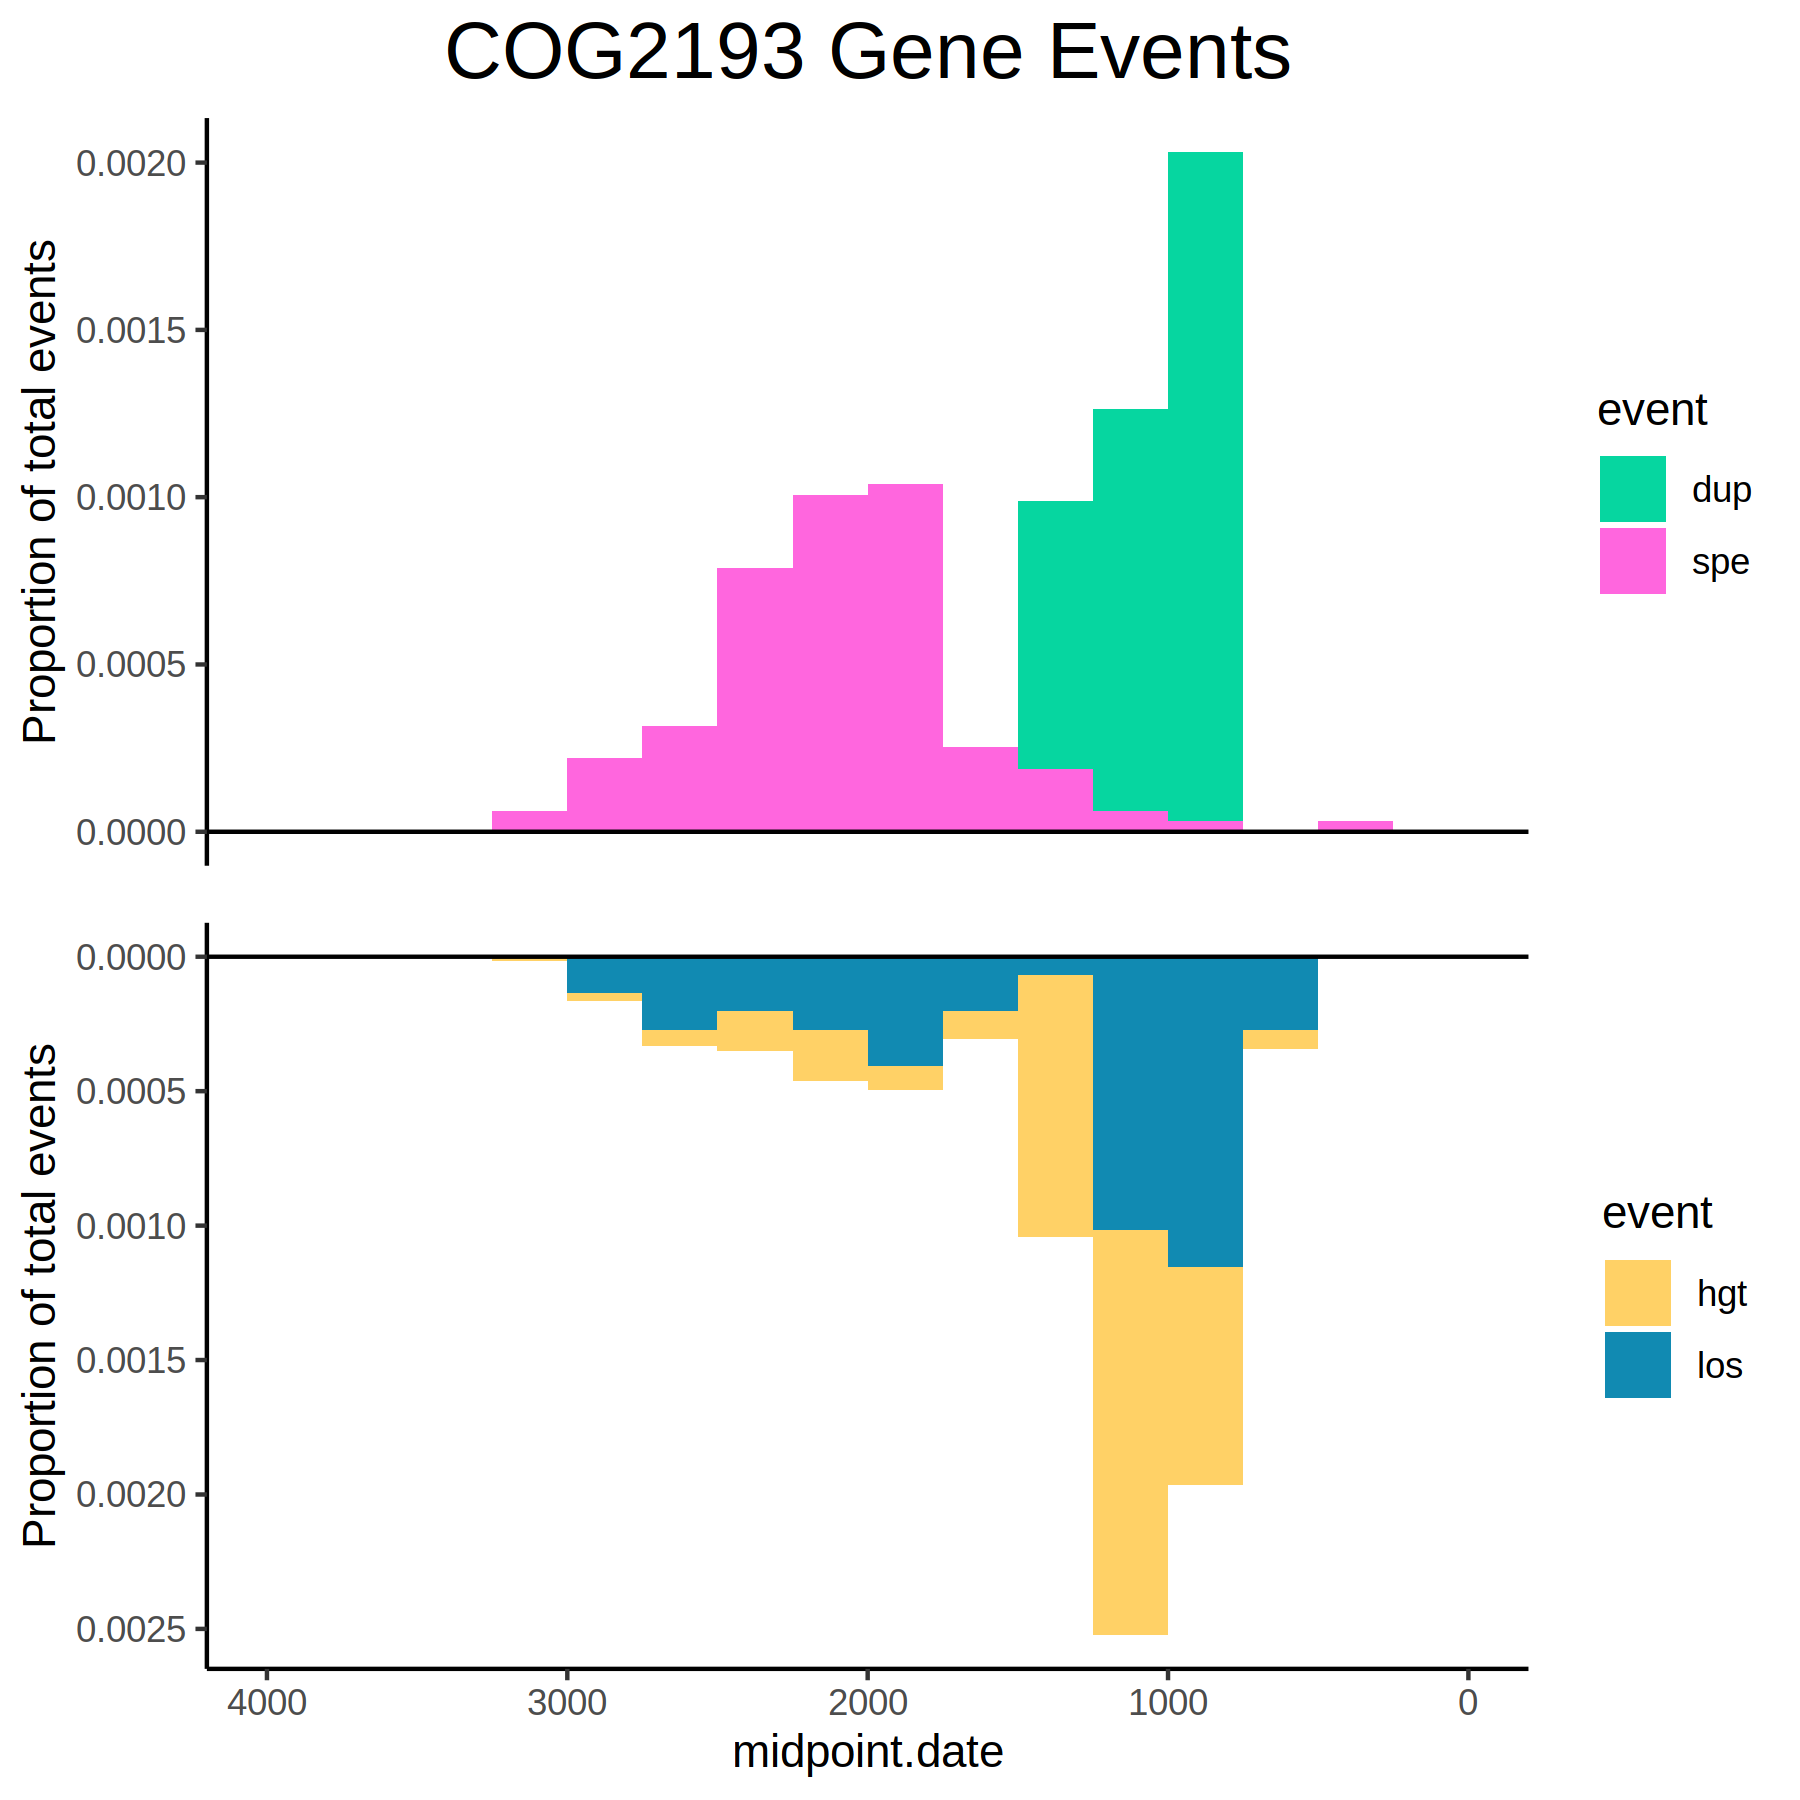 COG2193 Gene Events
Proportion of total events
0.0020
0.0015
0.0010
0.0005
0.0000
event
dup
spe
Proportion of total events
0.0000
0.0005
0.0010
0.0015
0.0020
0.0025
event
hgt
los
4000 3000 2000 1000 0
midpoint.date